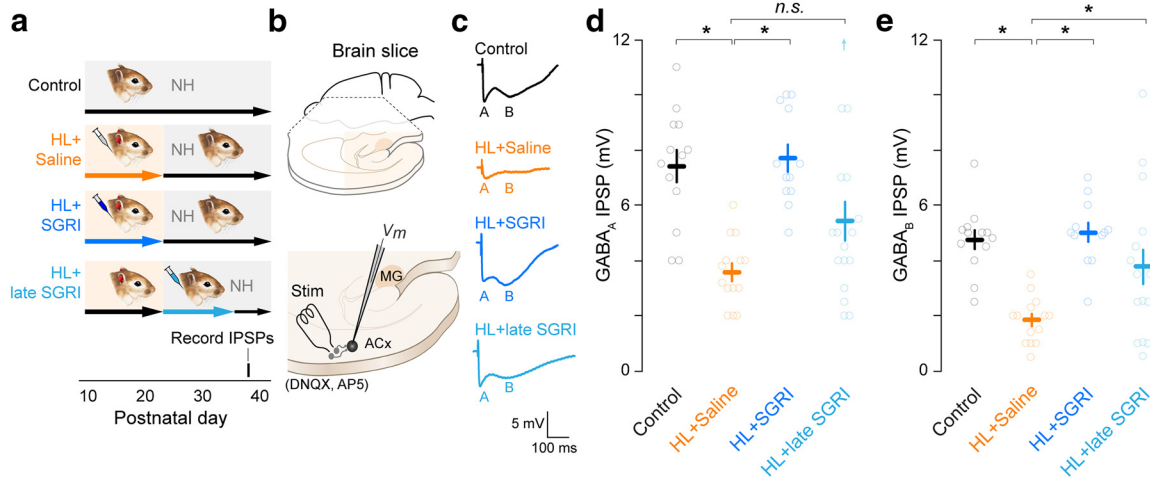 a
Control
NH
HL+
Saline
NH
HL+
SGRI
NH
HL+
late SGRI
NH
Record IPSPs
10 20 30 40
Postnatal day
b
Brain slice
Vm
MG
Stim
ACx
(DNQX, AP5)
c
Control
A B
HL+Saline
A B
HL+SGRI
A B
HL+late SGRI
A B
5 mV
100 ms
d
n.s.
* *
12
6
0
GABAA IPSP (mV)
Control
HL+Saline
HL+SGRI
HL+late SGRI
e
*
* *
12
6
0
GABAB IPSP (mV)
Control
HL+Saline
HL+SGRI
HL+late SGRI